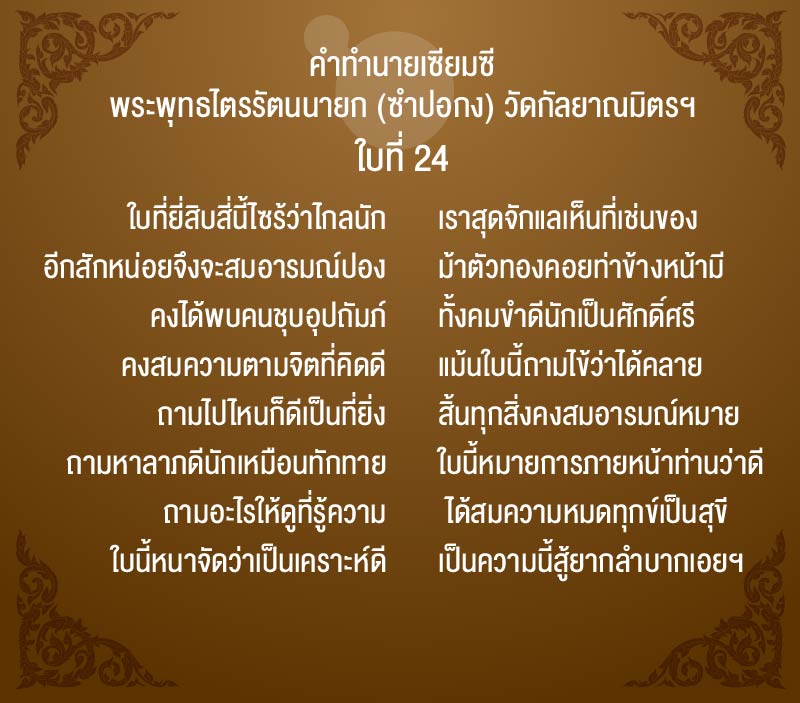 คำทำนายเซียมซี
พระพุทธไตรรัตนนายก (ซำปอกง) วัดกัลยาณมิตรฯ
ใบที่ 24
ใบที่ยี่สิบสี่นี้ไซร้ว่าไกลนัก เราสุดจักแลเห็นที่เช่นของ
อีกสักหน่อยจึงจะสมอารมณ์ปอง ม้าตัวทองคอยท่าข้างหน้ามี
คงได้พบคนชุบอุปถัมภ์ ทั้งคมขำดีนักเป็นศักดิ์ศรี
คงสมความตามจิตที่คิดดี แม้นใบนี้ถามไข้ว่าได้คลาย
ถามไปไหนก็ดีเป็นที่ยิ่ง สิ้นทุกสิ่งคงสมอารมณ์หมาย
ถามหาลาภดีนักเหมือนทักทาย ใบนี้หมายการภายหน้าท่านว่าดี
ถามอะไรให้ดูที่รู้ความ ได้สมความหมดทุกข์เป็นสุขี
ใบนี้หนาจัดว่าเป็นเคราะห์ดี เป็นความนี้สู้ยากลำบากเอยฯ